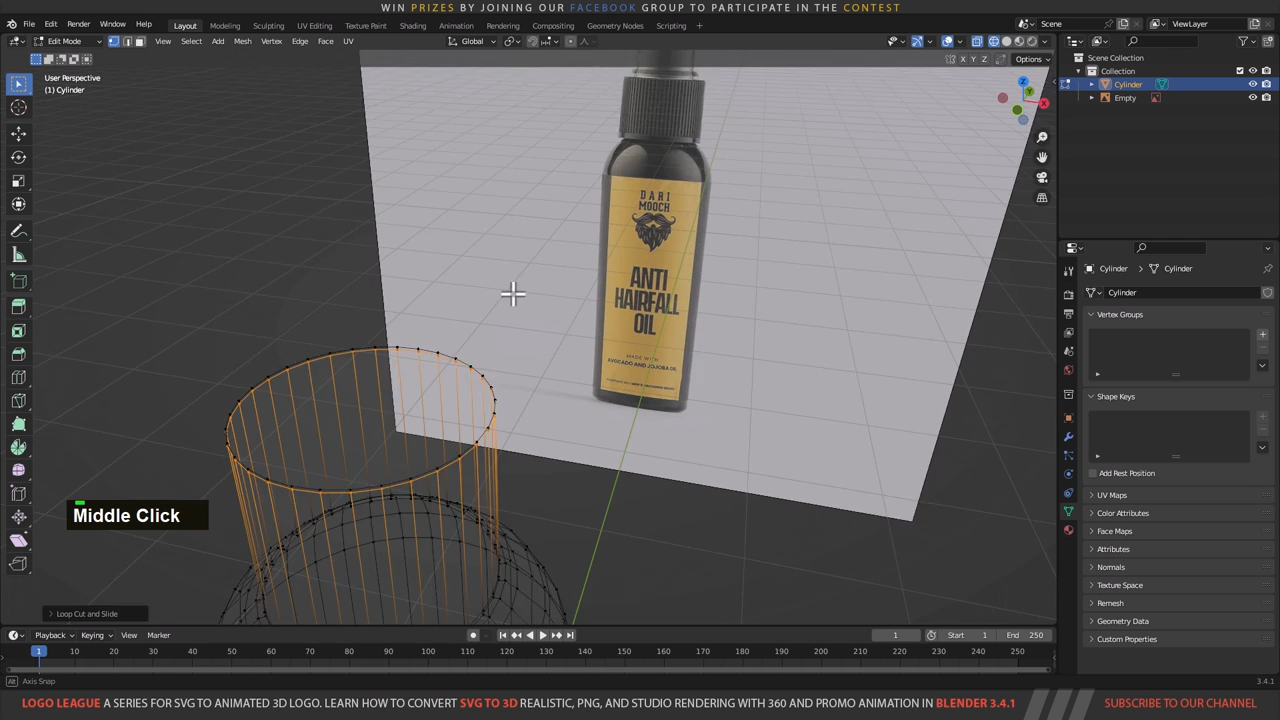 WIN PRIZES BY JOINING OUR FACEBOOK GROUP TO PARTICIPATE IN THE CONTEST
File Edit Render Window Help Layout Modeling Sculpting UV Editing Texture Paint Shading Animation Rendering Compositing Geometry Nodes Scripting + Scene ViewLayer
Edit Mode View Select Add Mesh Vertex Edge Face UV Global
X Y Z Options
Scene Collection
Collection
Cylinder
Empty
User Perspective
(1) Cylinder
Z
Y
X
DARI
MOOCH
ANTI
HAIRFALL
OIL
MADE WITH
AVOCADO AND JOJOBA OIL
Middle Click
Loop Cut and Slide
Cylinder > Cylinder
Cylinder
Vertex Groups
Shape Keys
Add Rest Position
UV Maps
Color Attributes
Face Maps
Attributes
Normals
Texture Space
Remesh
Geometry Data
Custom Properties
Playback Keying View Marker 1 Start 1 End 250
1 10 20 30 40 50 60 70 80 90 100 110 120 130 140 150 160 170 180 190 200 210 220 230 240 250
Alt Axis Snap 3.4.1
LOGO LEAGUE A SERIES FOR SVG TO ANIMATED 3D LOGO. LEARN HOW TO CONVERT SVG TO 3D REALISTIC, PNG, AND STUDIO RENDERING WITH 360 AND PROMO ANIMATION IN BLENDER 3.4.1 SUBSCRIBE TO OUR CHANNEL